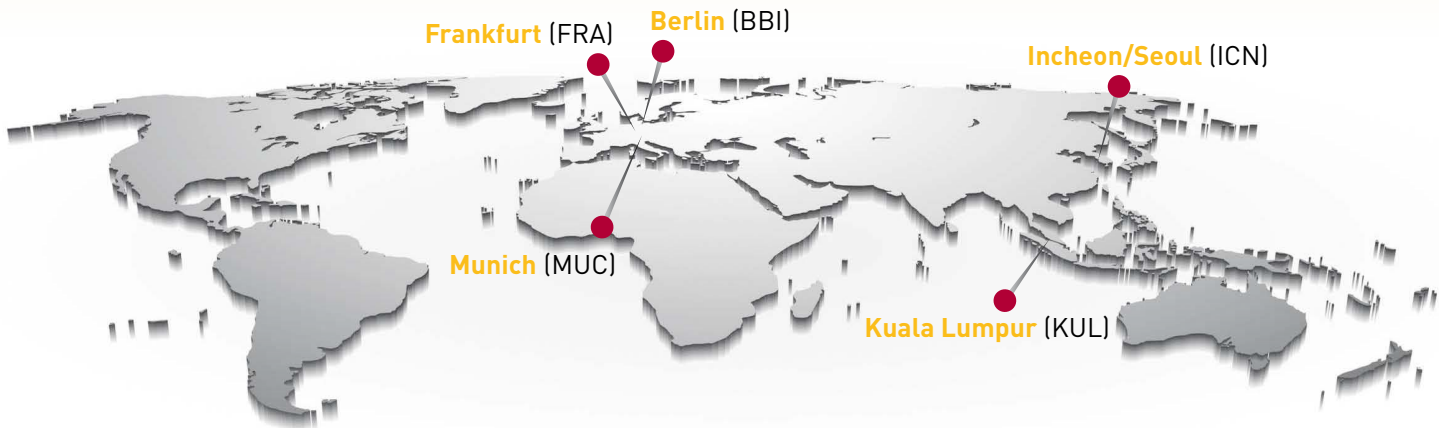 Berlin (BBI)
Frankfurt (FRA)
Incheon/Seoul (ICN)
Munich (MUC)
Kuala Lumpur (KUL)